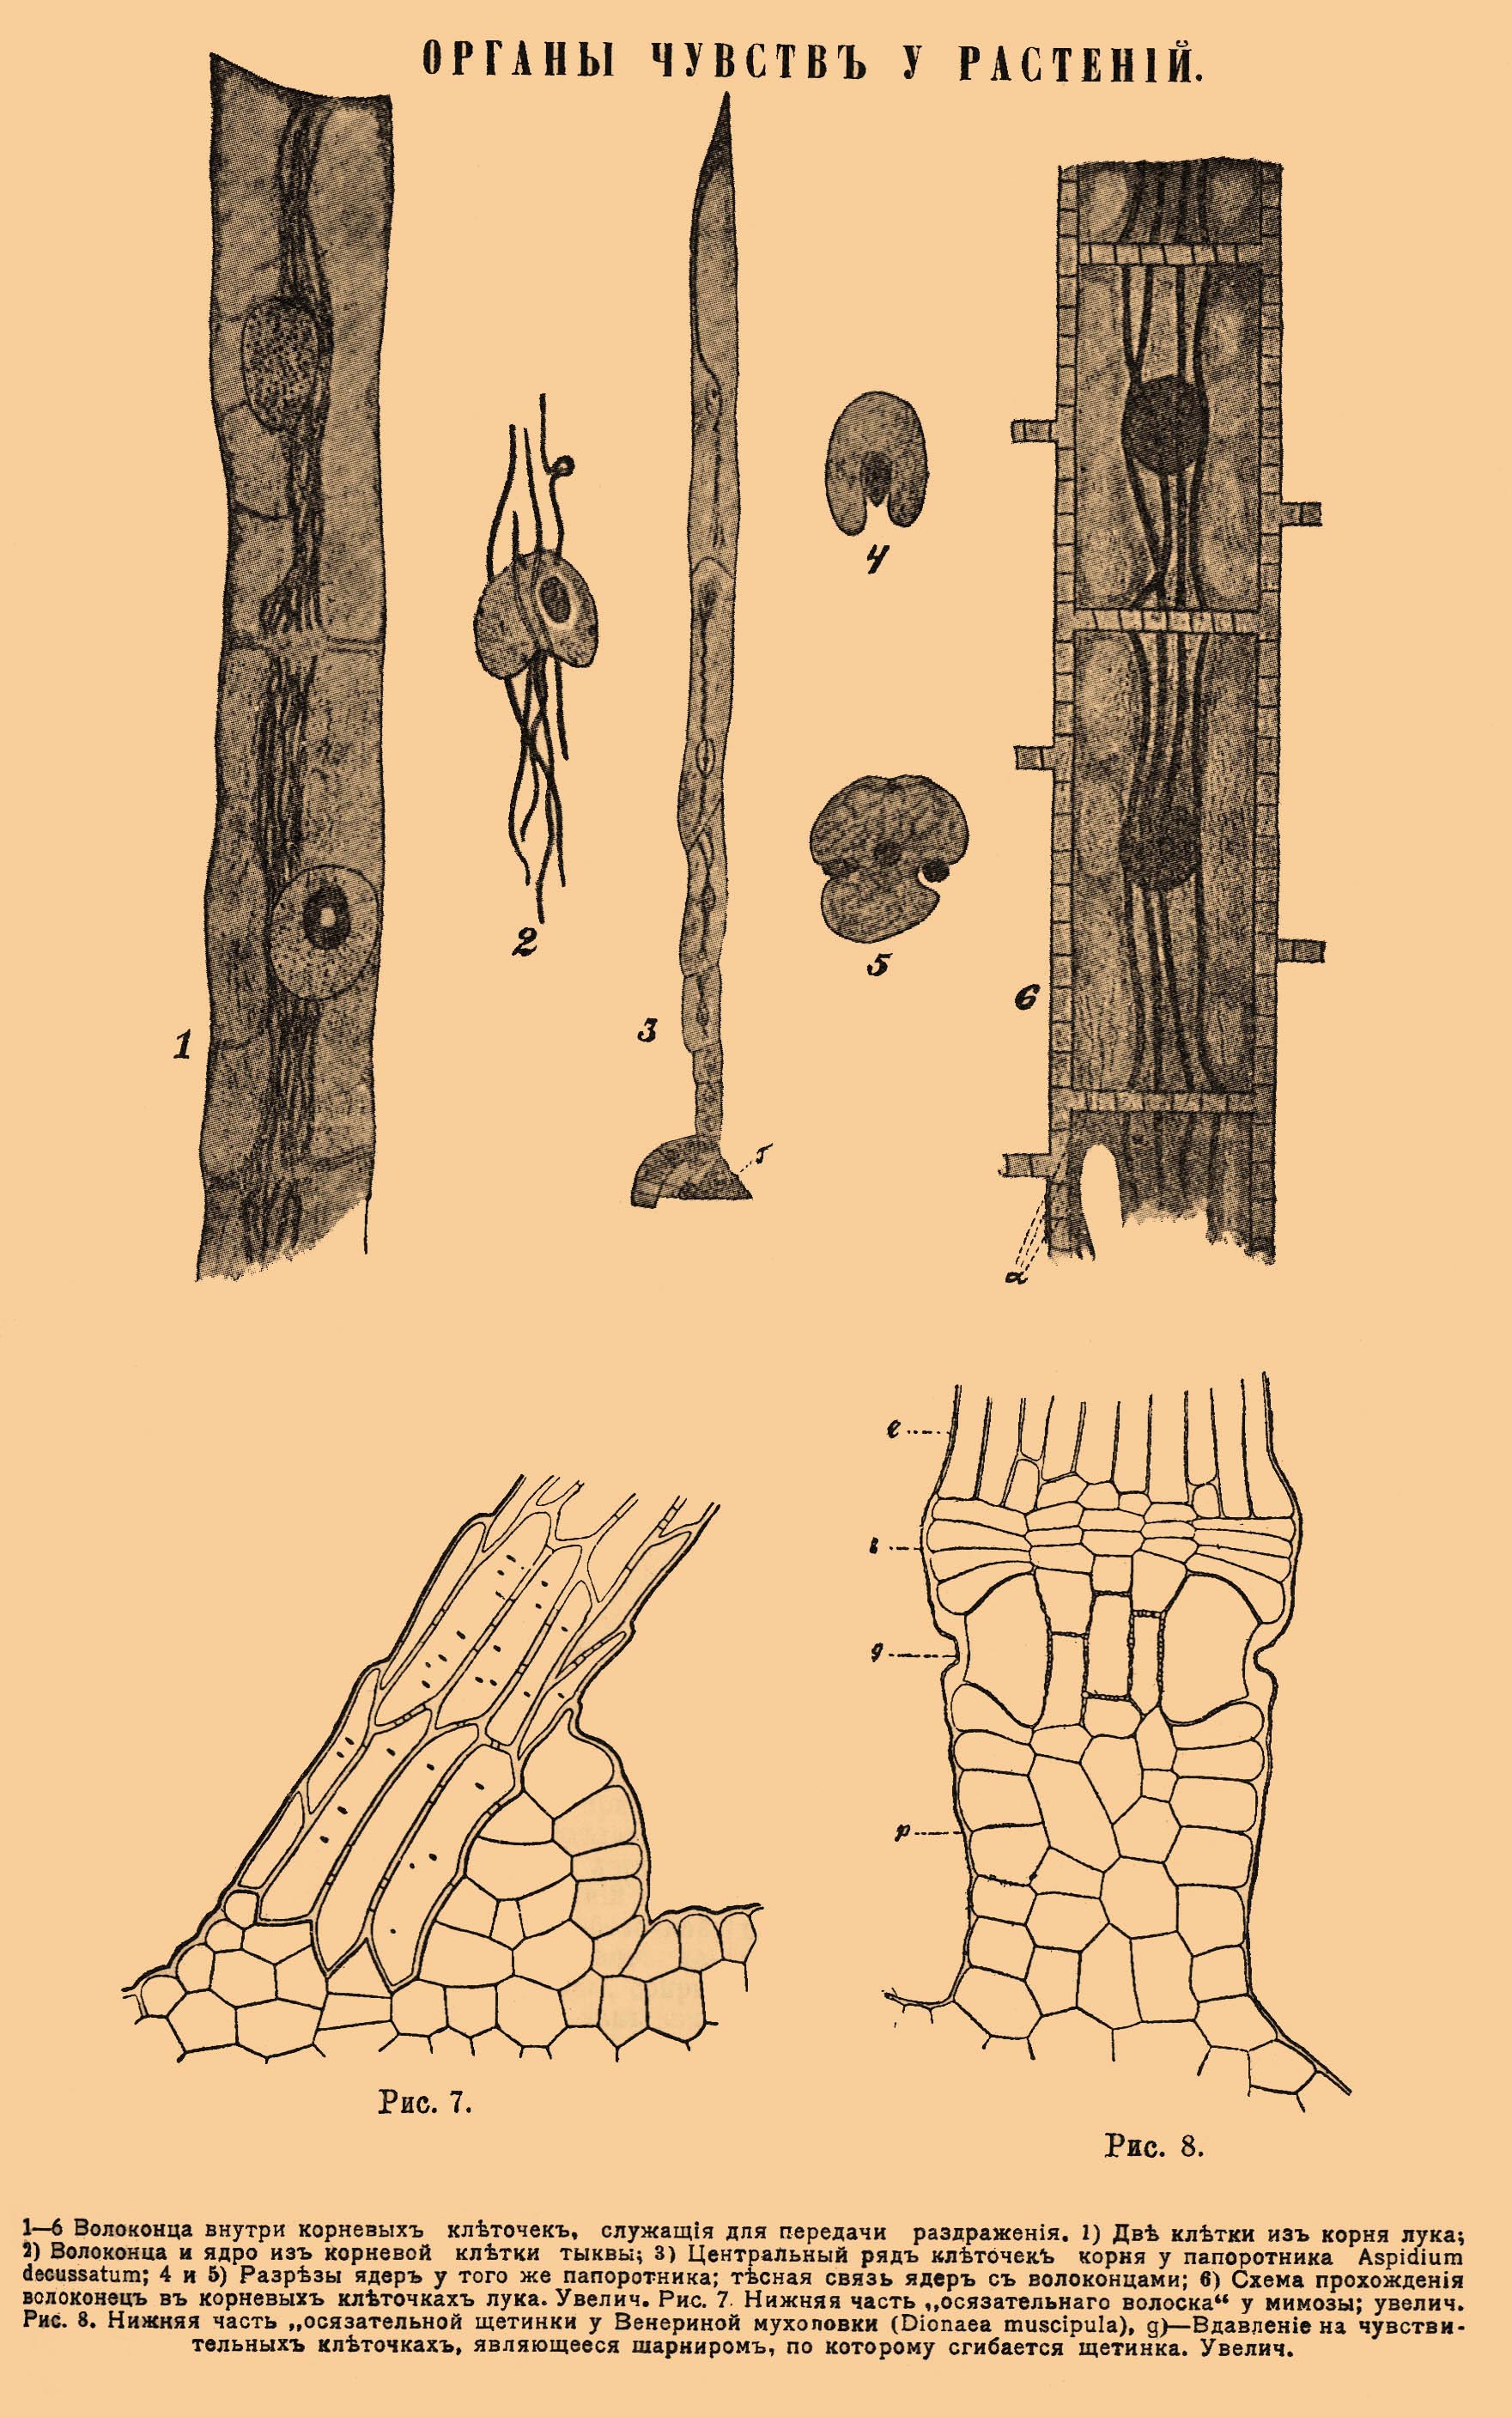 ОРГАНЫ ЧУВСТВЪ У РАСТЕНІЙ.
1
2
3
4
5
6
г
a
e
g
p
Рис. 7.
Рис. 8.
1—6 Волоконца внутри корневыхъ клѣточекъ, служащія для передачи раздраженія. 1) Двѣ клѣтки изъ корня лука;
2) Волоконца и ядро изъ корневой клѣтки тыквы; 3) Центральный рядъ клѣточекъ корня у папоротника Aspidium
decussatum; 4 и 5) Разрѣзы ядеръ у того же папоротника; тѣсная связь ядеръ съ волоконцами; 6) Схема прохожденія
волоконецъ въ корневыхъ клѣточкахъ лука. Увелич. Рис. 7. Нижняя часть „осязательнаго волоска“ у мимозы; увелич.
Рис. 8. Нижняя часть „осязательной щетинки у Венериной мухоловки (Dionaea muscipula), g)—Вдавленіе на чувстви-
тельныхъ клѣточкахъ, являющееся шарниромъ, по которому сгибается щетинка. Увелич.